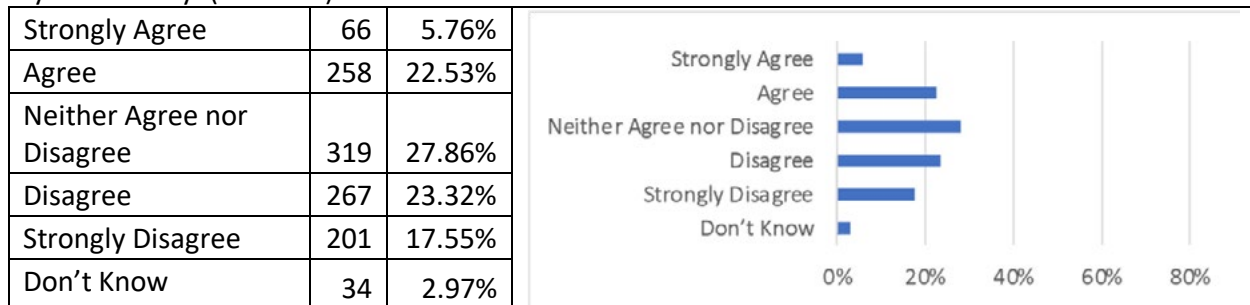 Strongly Agree 66 5.76%
Agree 258 22.53%
Neither Agree nor
Disagree 319 27.86%
Disagree 267 23.32%
Strongly Disagree 201 17.55%
Don't Know 34 2.97%
Strongly Agree
Agree
Neither Agree nor Disagree
Disagree
Strongly Disagree
Don't Know
0% 20% 40% 60% 80%